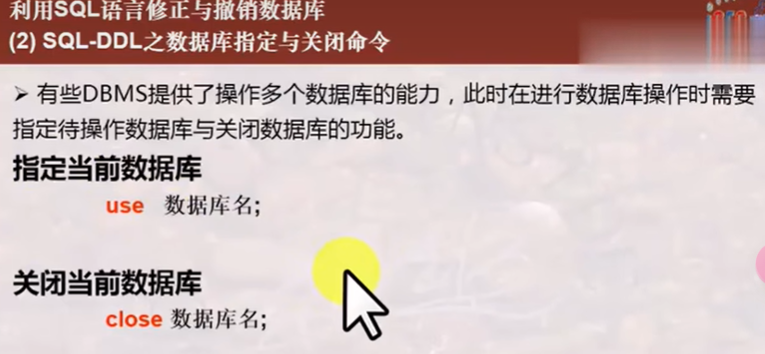 利用SQL语言修正与撤销数据库
(2) SQL-DDL之数据库指定与关闭命令
➢ 有些DBMS提供了操作多个数据库的能力，此时在进行数据库操作时需要
指定待操作数据库与关闭数据库的功能。
指定当前数据库
use 数据库名;
关闭当前数据库
close 数据库名;